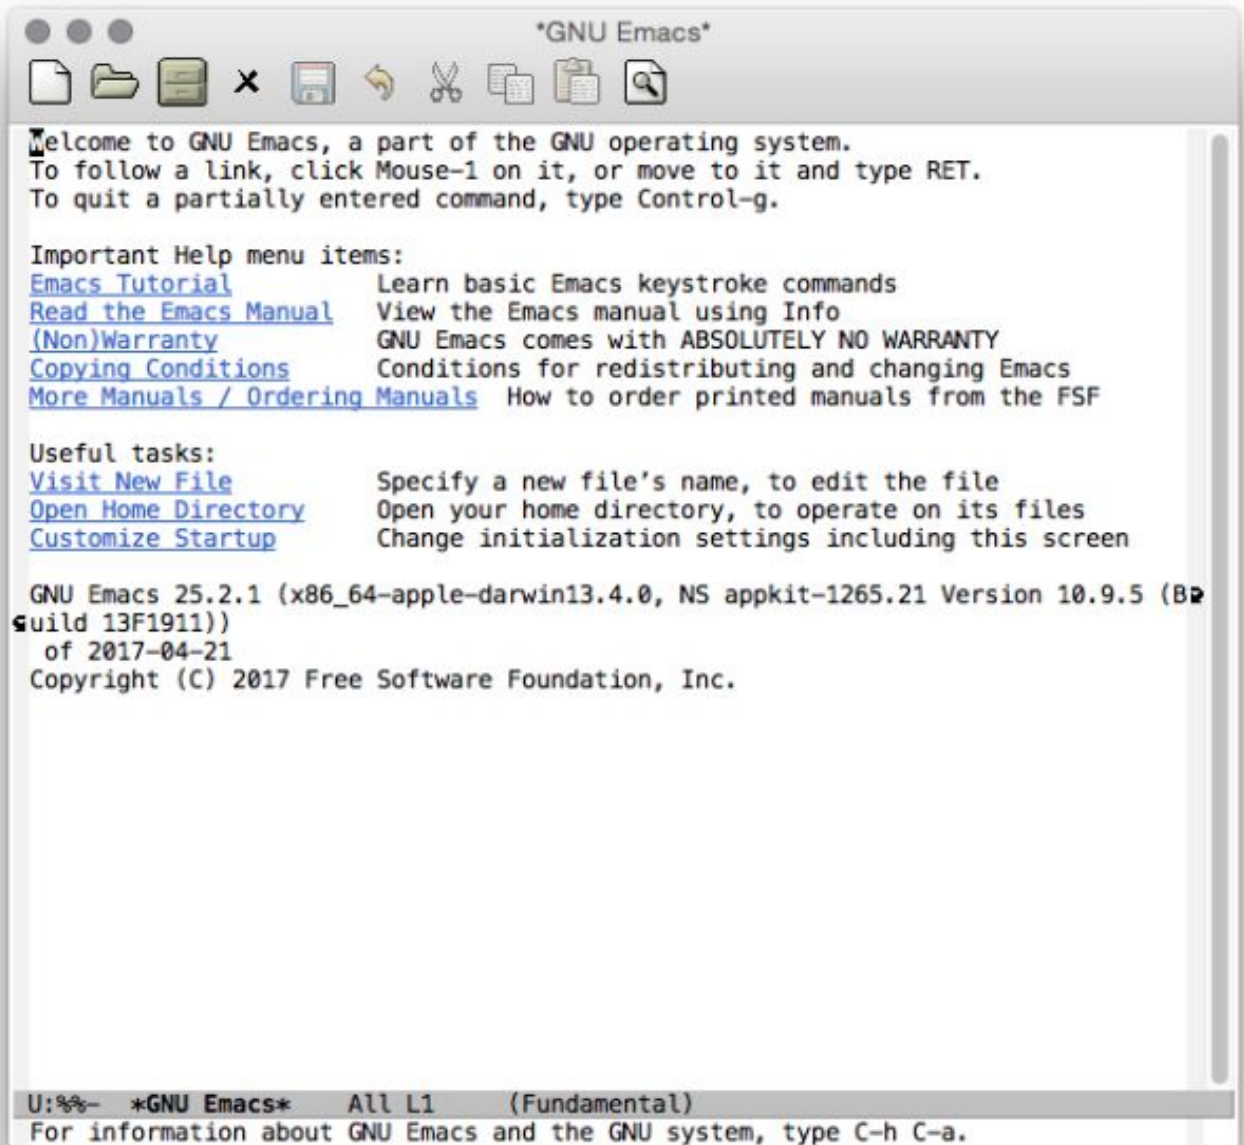 *GNU Emacs*
Welcome to GNU Emacs, a part of the GNU operating system.
To follow a link, click Mouse-1 on it, or move to it and type RET.
To quit a partially entered command, type Control-g.
Important Help menu items:
Emacs Tutorial Learn basic Emacs keystroke commands
Read the Emacs Manual View the Emacs manual using Info
(Non)Warranty GNU Emacs comes with ABSOLUTELY NO WARRANTY
Copying Conditions Conditions for redistributing and changing Emacs
More Manuals / Ordering Manuals How to order printed manuals from the FSF
Useful tasks:
Visit New File Specify a new file's name, to edit the file
Open Home Directory Open your home directory, to operate on its files
Customize Startup Change initialization settings including this screen
GNU Emacs 25.2.1 (x86_64-apple-darwin13.4.0, NS appkit-1265.21 Version 10.9.5 (B
uild 13F1911))
of 2017-04-21
Copyright (C) 2017 Free Software Foundation, Inc.
U:%%- *GNU Emacs* All L1 (Fundamental)
For information about GNU Emacs and the GNU system, type C-h C-a.